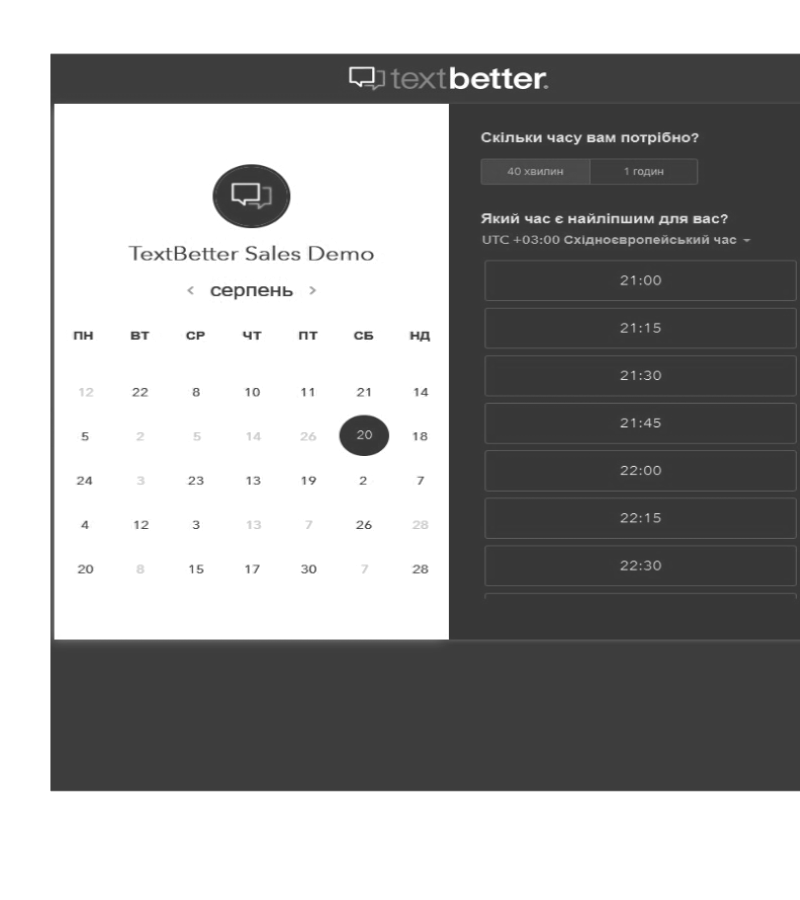 textbetter.
TextBetter Sales Demo
< серпень >
ПН ВТ СР ЧТ ПТ СБ НД
12 22 8 10 11 21 14
5 2 5 14 26 20 18
24 3 23 13 19 2 7
4 12 3 13 7 26 28
20 8 15 17 30 7 28
Скільки часу вам потрібно?
40 хвилин 1 годин
Який час є найліпшим для вас?
UTC +03:00 Східноєвропейський час
21:00
21:15
21:30
21:45
22:00
22:15
22:30